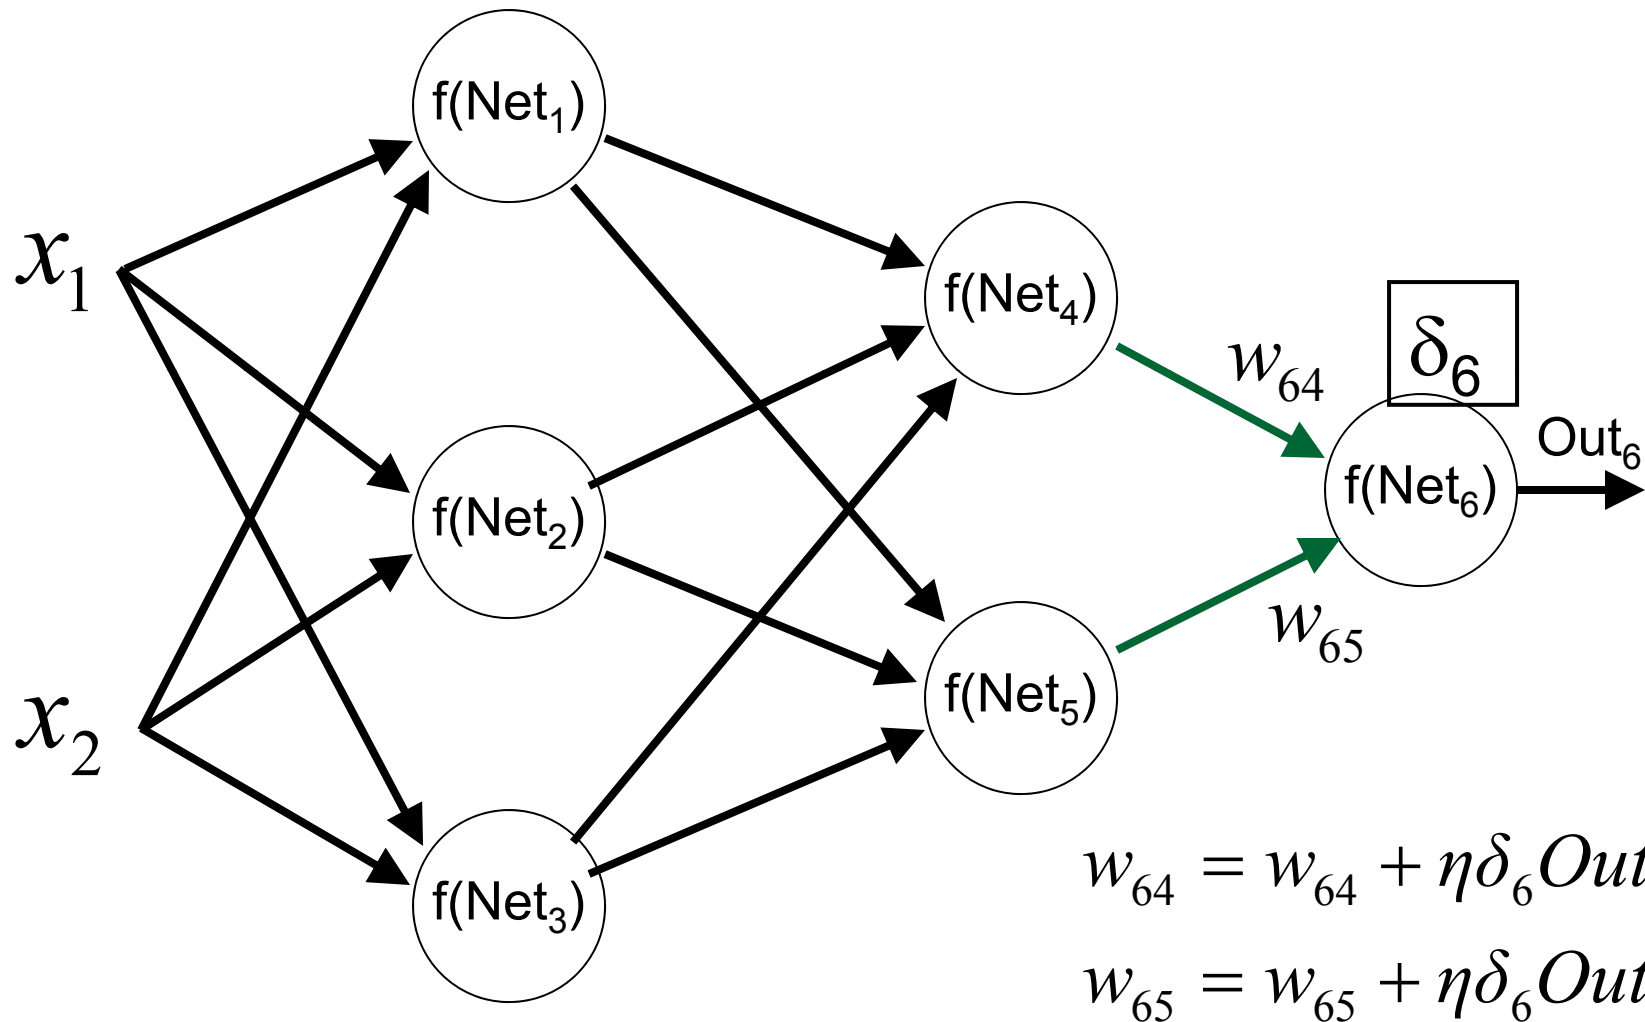 f(Net₁)
x₁
f(Net₄)
δ₆
w₆₄
Out₆
f(Net₂)
f(Net₆)
w₆₅
x₂
f(Net₅)
f(Net₃)
w₆₄ = w₆₄ + ηδ₆Out
w₆₅ = w₆₅ + ηδ₆Out